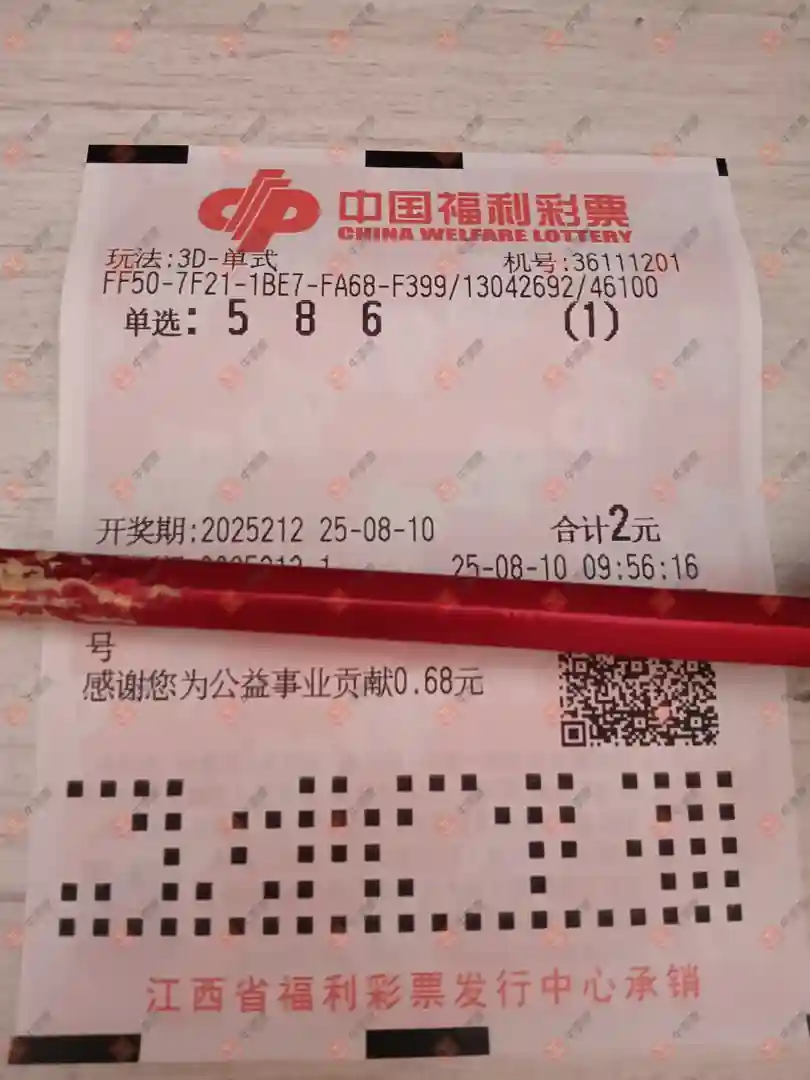 中国福利彩票
CHINA WELFARE LOTTERY
玩法:3D-单式 机号:36111201
FF50-7F21-1BE7-FA68-F399/13042692/46100
单选: 5 8 6 (1)
开奖期:2025212 25-08-10 合计2元
25-08-10 09:56:16
号
感谢您为公益事业贡献0.68元
江西省福利彩票发行中心承销